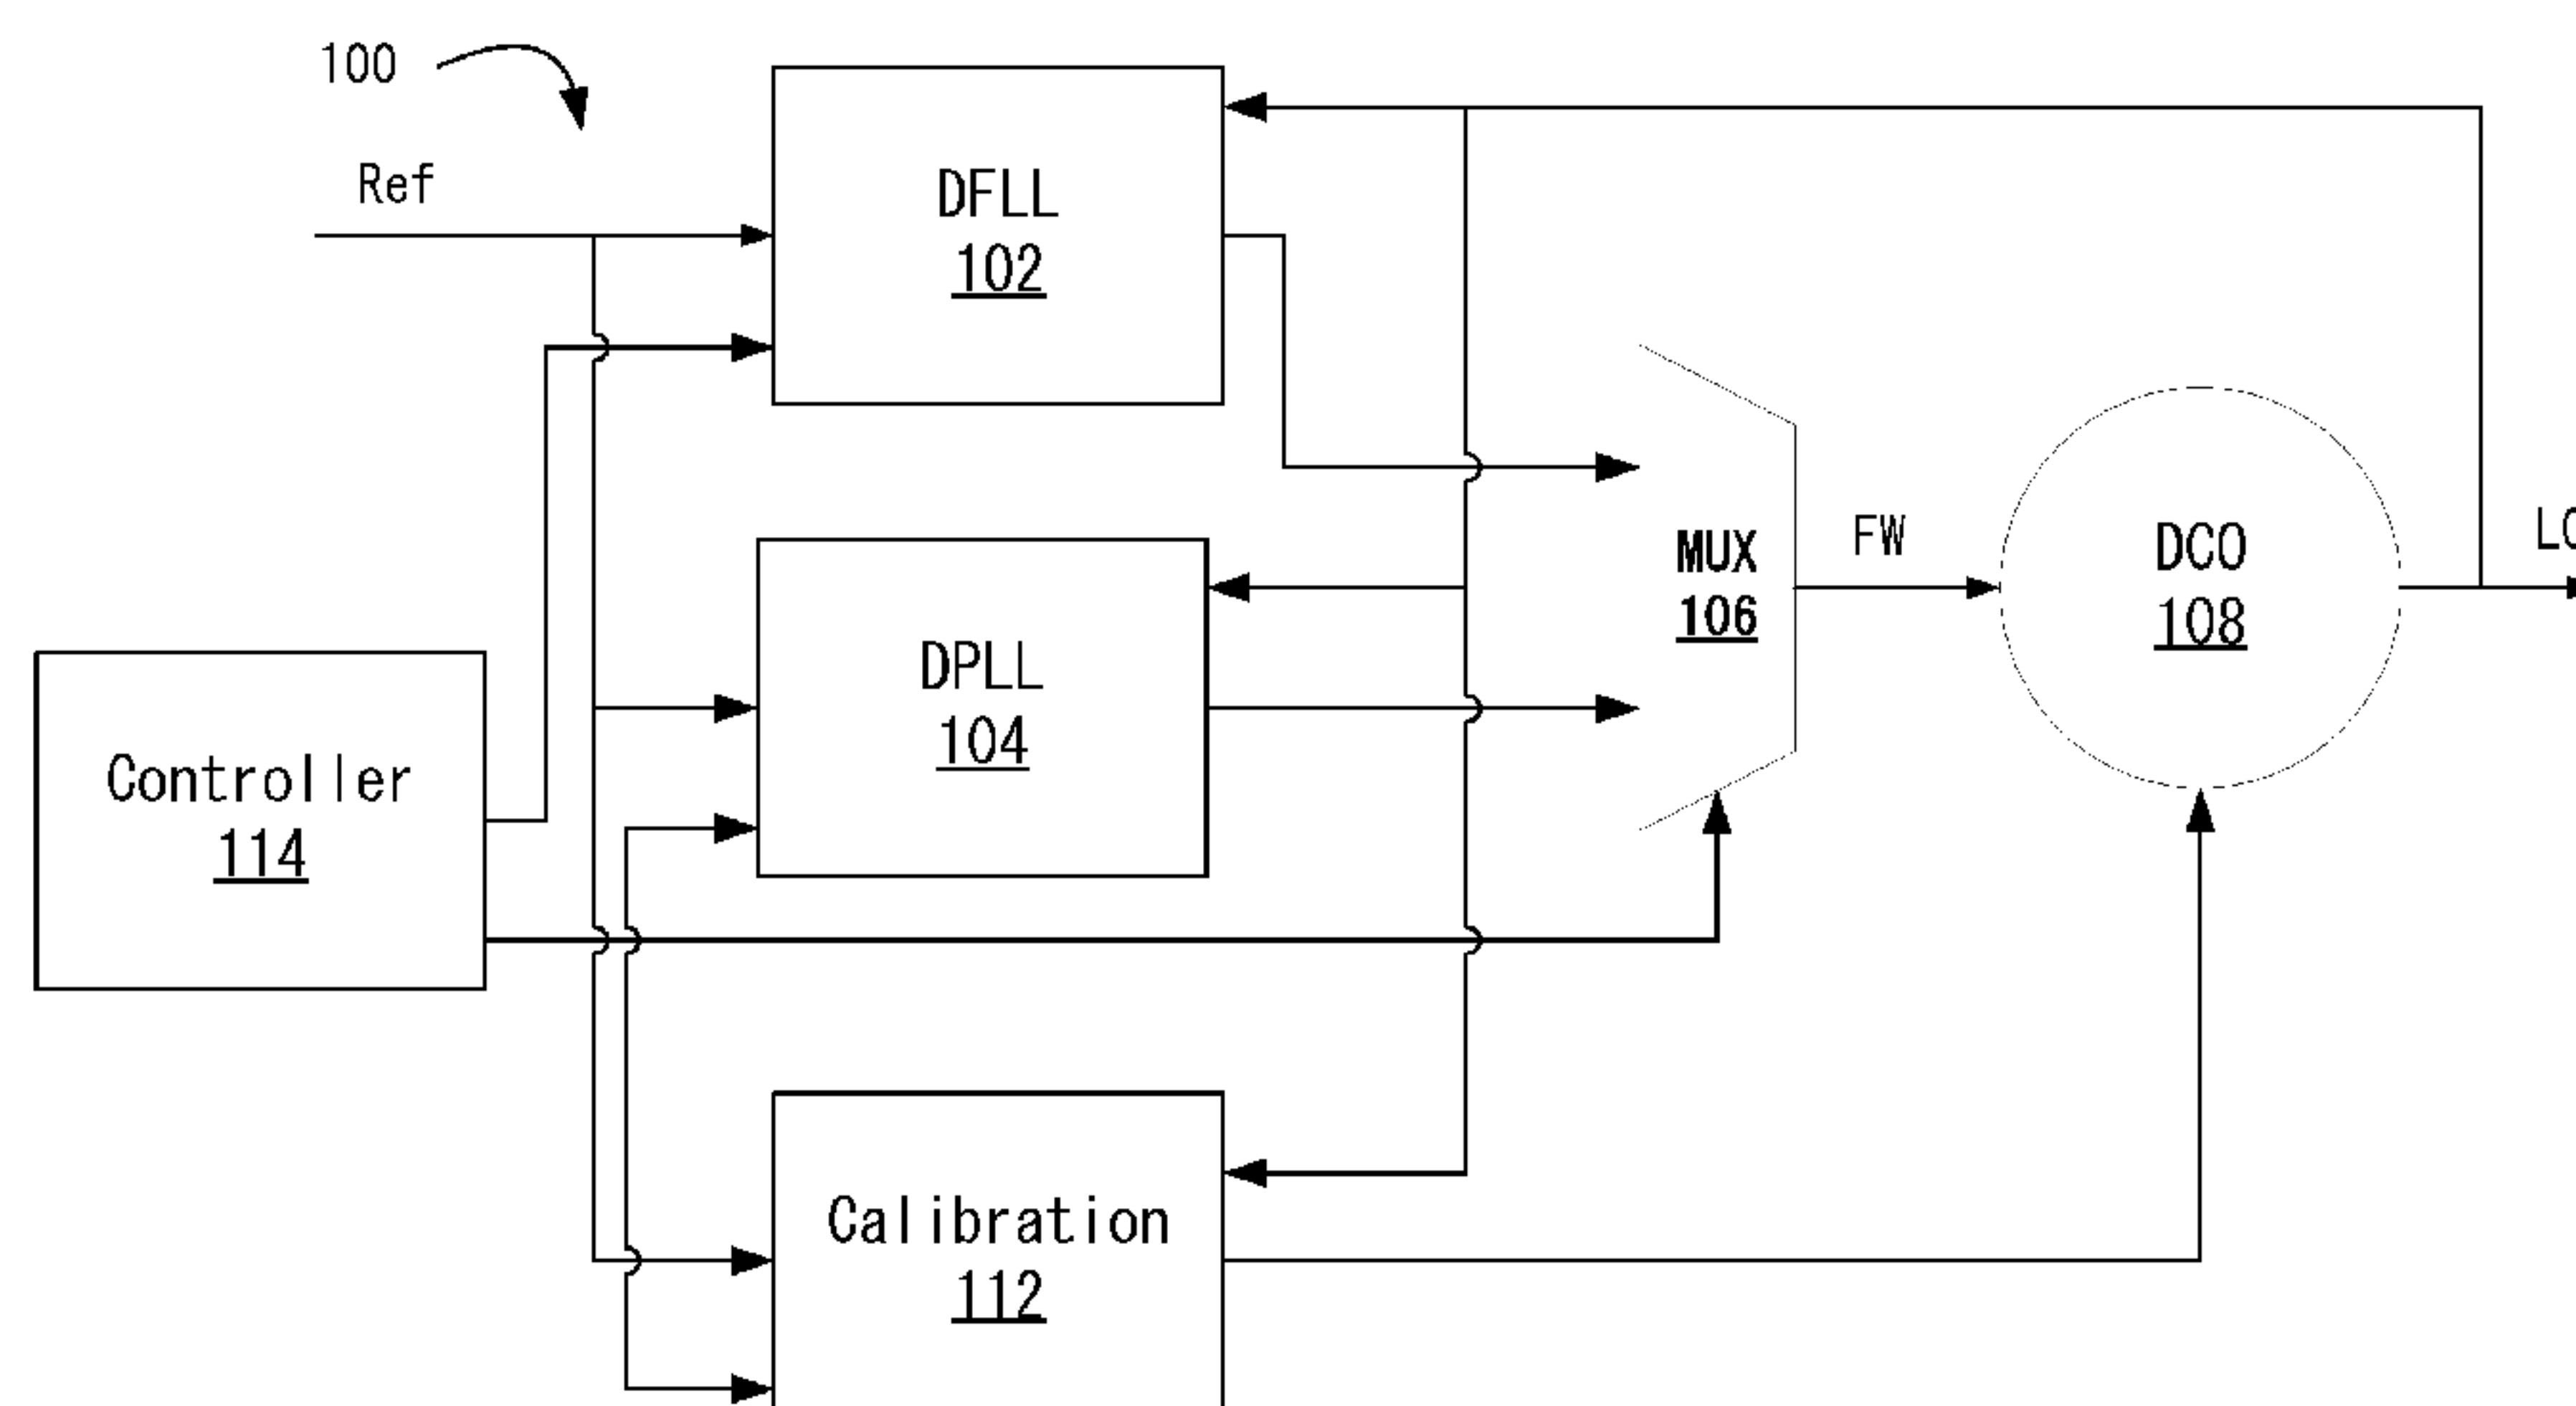 100
Ref
DFLL
102
MUX
106
FW
DCO
108
DPLL
104
Controller
114
Calibration
112